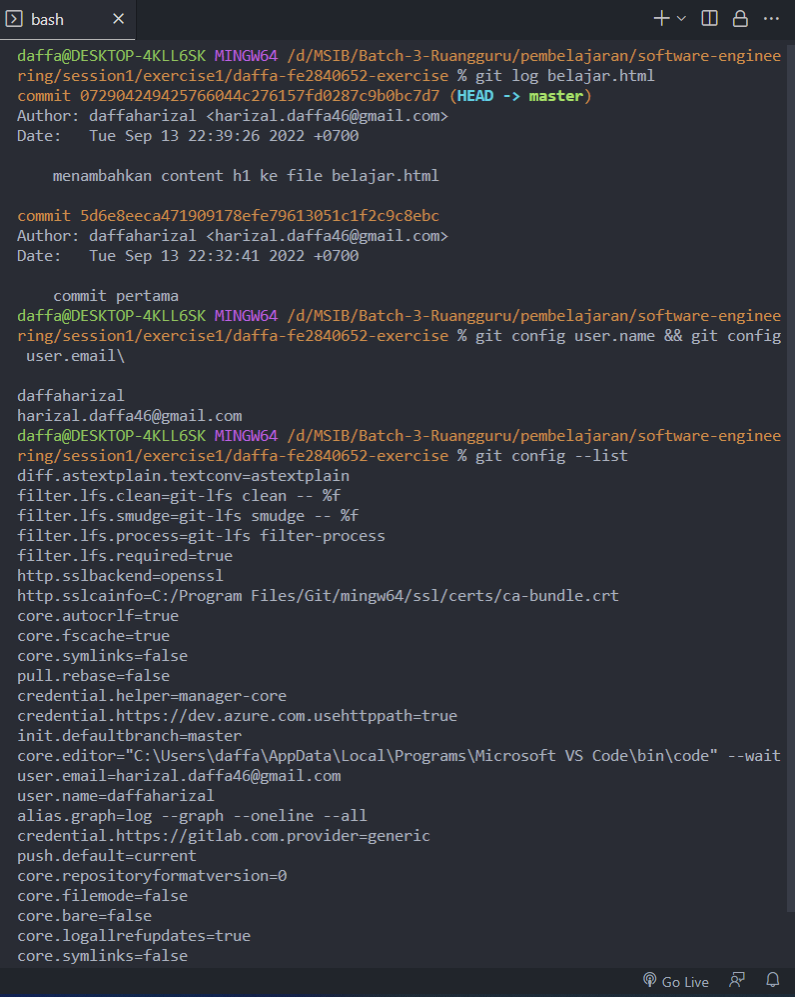 bash
daffa@DESKTOP-4KLL6SK MINGW64 /d/MSIB/Batch-3-Ruangguru/pembelajaran/software-enginee
ring/session1/exercise1/daffa-fe2840652-exercise % git log belajar.html
commit 072904249425766044c276157fd0287c9b0bc7d7 (HEAD -> master)
Author: daffaharizal <harizal.daffa46@gmail.com>
Date:   Tue Sep 13 22:39:26 2022 +0700
    menambahkan content h1 ke file belajar.html
commit 5d6e8eeca471909178efe79613051c1f2c9c8ebc
Author: daffaharizal <harizal.daffa46@gmail.com>
Date:   Tue Sep 13 22:32:41 2022 +0700
    commit pertama
daffa@DESKTOP-4KLL6SK MINGW64 /d/MSIB/Batch-3-Ruangguru/pembelajaran/software-enginee
ring/session1/exercise1/daffa-fe2840652-exercise % git config user.name && git config
 user.email\
daffaharizal
harizal.daffa46@gmail.com
daffa@DESKTOP-4KLL6SK MINGW64 /d/MSIB/Batch-3-Ruangguru/pembelajaran/software-enginee
ring/session1/exercise1/daffa-fe2840652-exercise % git config --list
diff.astextplain.textconv=astextplain
filter.lfs.clean=git-lfs clean -- %f
filter.lfs.smudge=git-lfs smudge -- %f
filter.lfs.process=git-lfs filter-process
filter.lfs.required=true
http.sslbackend=openssl
http.sslcainfo=C:/Program Files/Git/mingw64/ssl/certs/ca-bundle.crt
core.autocrlf=true
core.fscache=true
core.symlinks=false
pull.rebase=false
credential.helper=manager-core
credential.https://dev.azure.com.usehttppath=true
init.defaultbranch=master
core.editor="C:\Users\daffa\AppData\Local\Programs\Microsoft VS Code\bin\code" --wait
user.email=harizal.daffa46@gmail.com
user.name=daffaharizal
alias.graph=log --graph --oneline --all
credential.https://gitlab.com.provider=generic
push.default=current
core.repositoryformatversion=0
core.filemode=false
core.bare=false
core.logallrefupdates=true
core.symlinks=false
Go Live